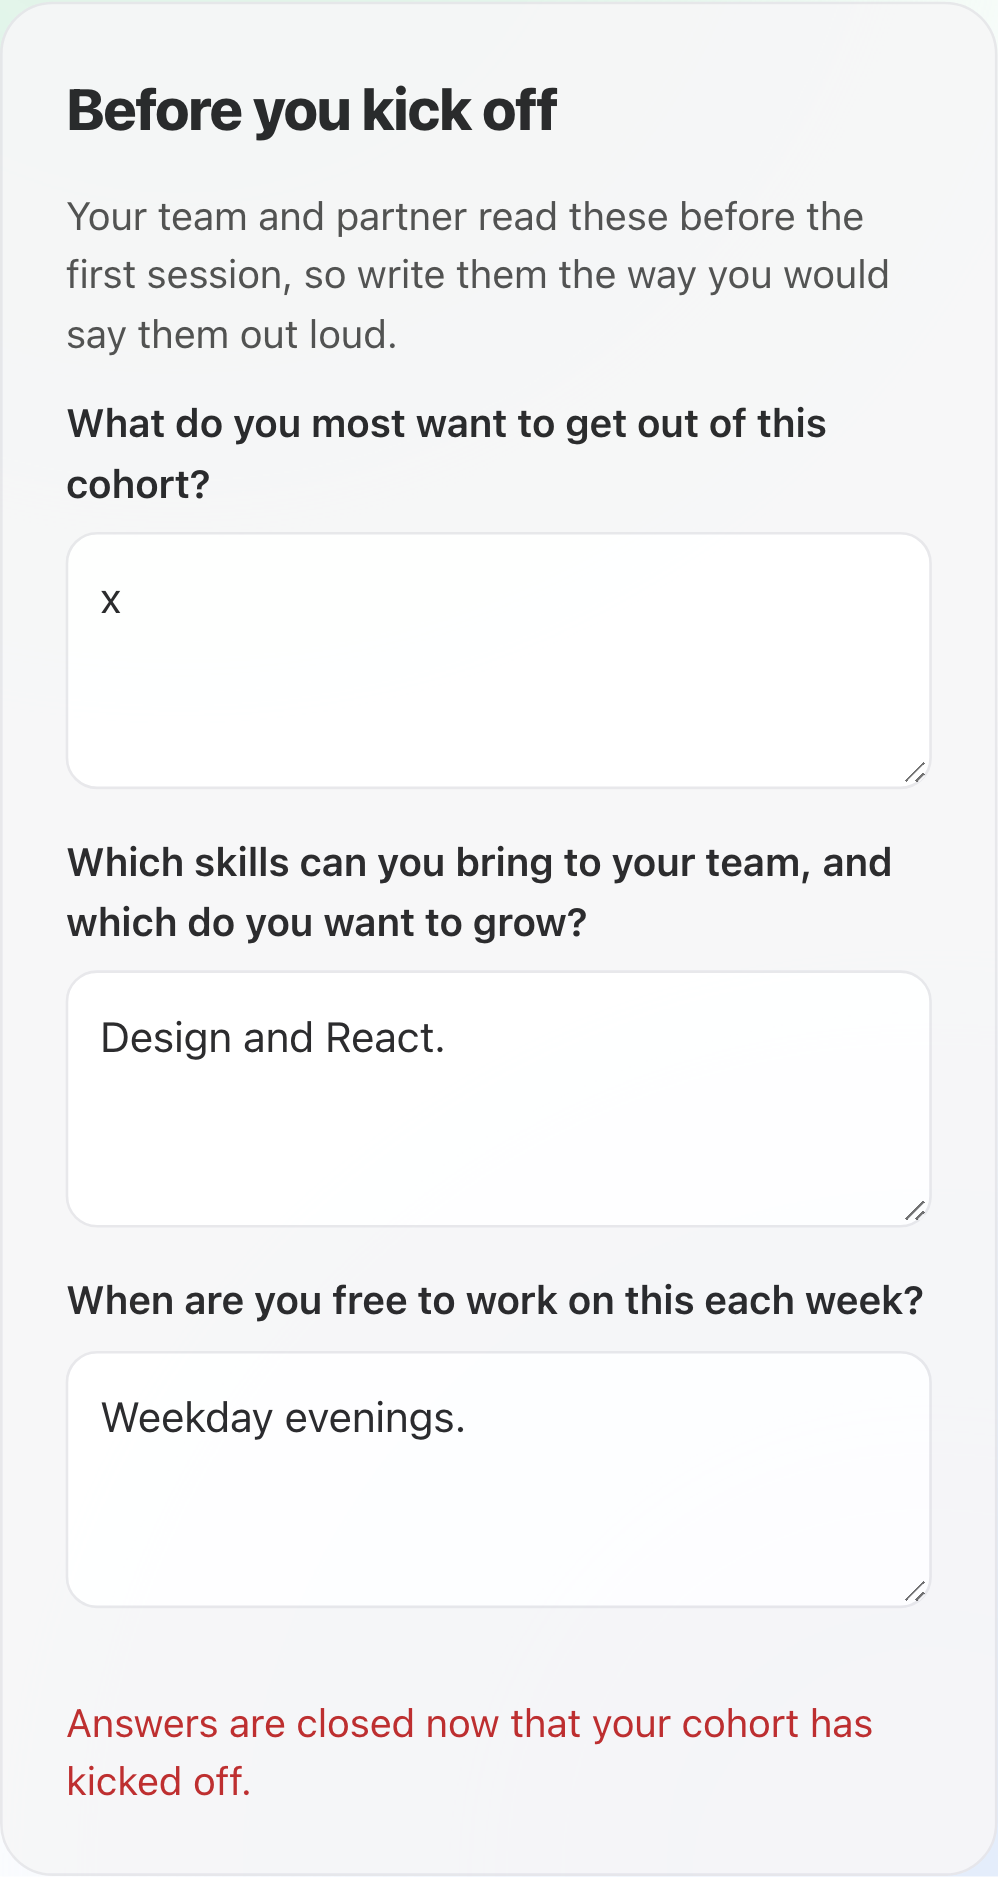 Before you kick off
Your team and partner read these before the
first session, so write them the way you would
say them out loud.
What do you most want to get out of this
cohort?
x
Which skills can you bring to your team, and
which do you want to grow?
Design and React.
When are you free to work on this each week?
Weekday evenings.
Answers are closed now that your cohort has
kicked off.